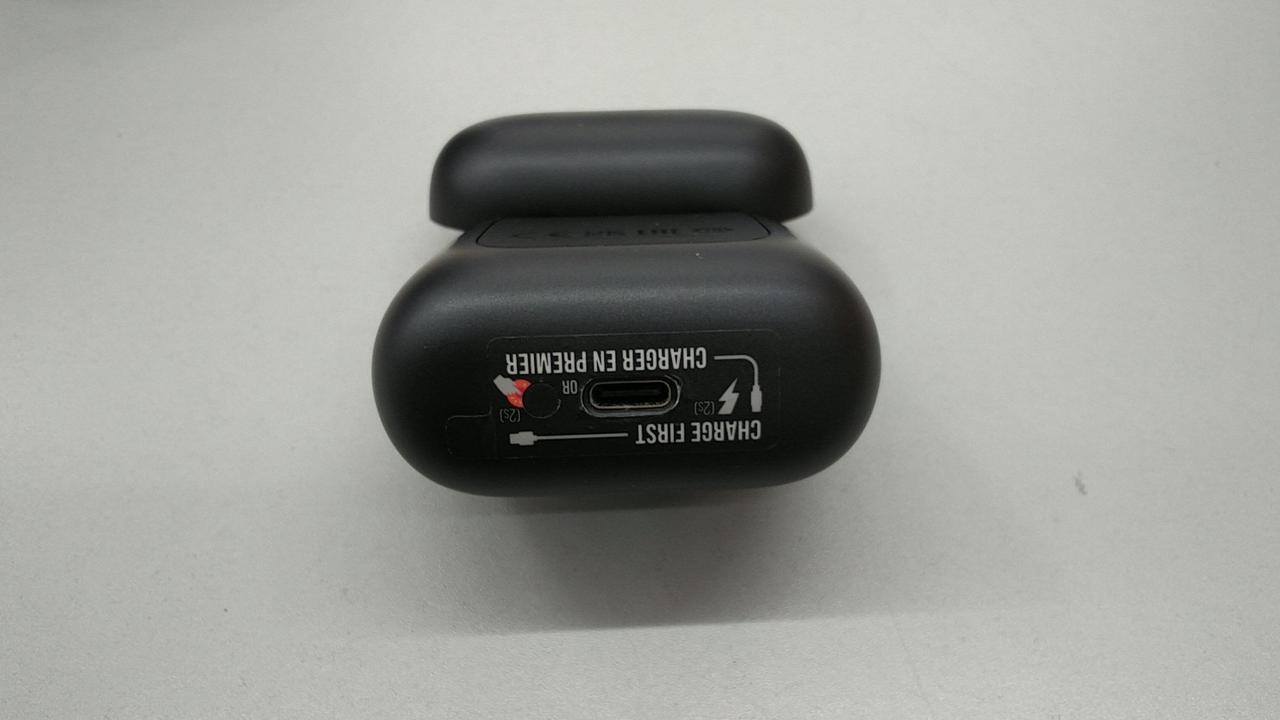 CHARGE FIRST
(2s) OR (2s)
CHARGER EN PREMIER